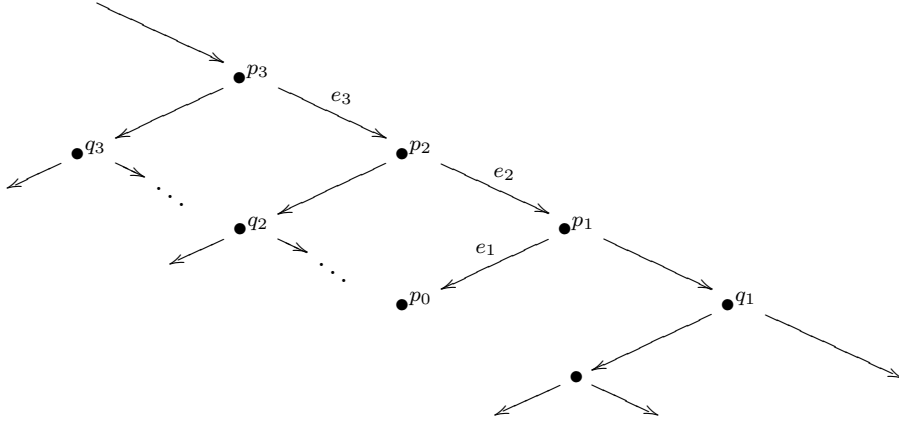 p₃
e₃
q₃
p₂
e₂
q₂
p₁
e₁
p₀
q₁